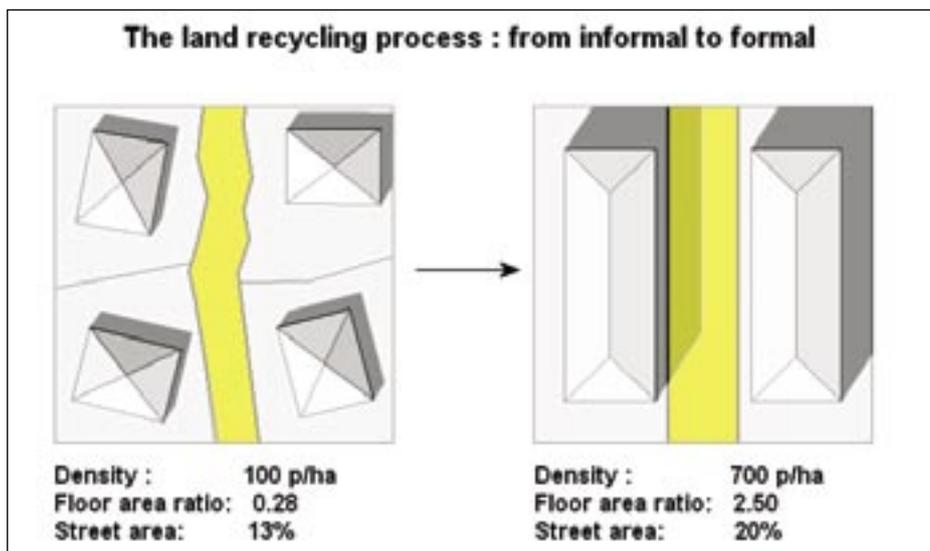 The land recycling process : from informal to formal
Density : 100 p/ha
Floor area ratio: 0.28
Street area: 13%
Density : 700 p/ha
Floor area ratio: 2.50
Street area: 20%